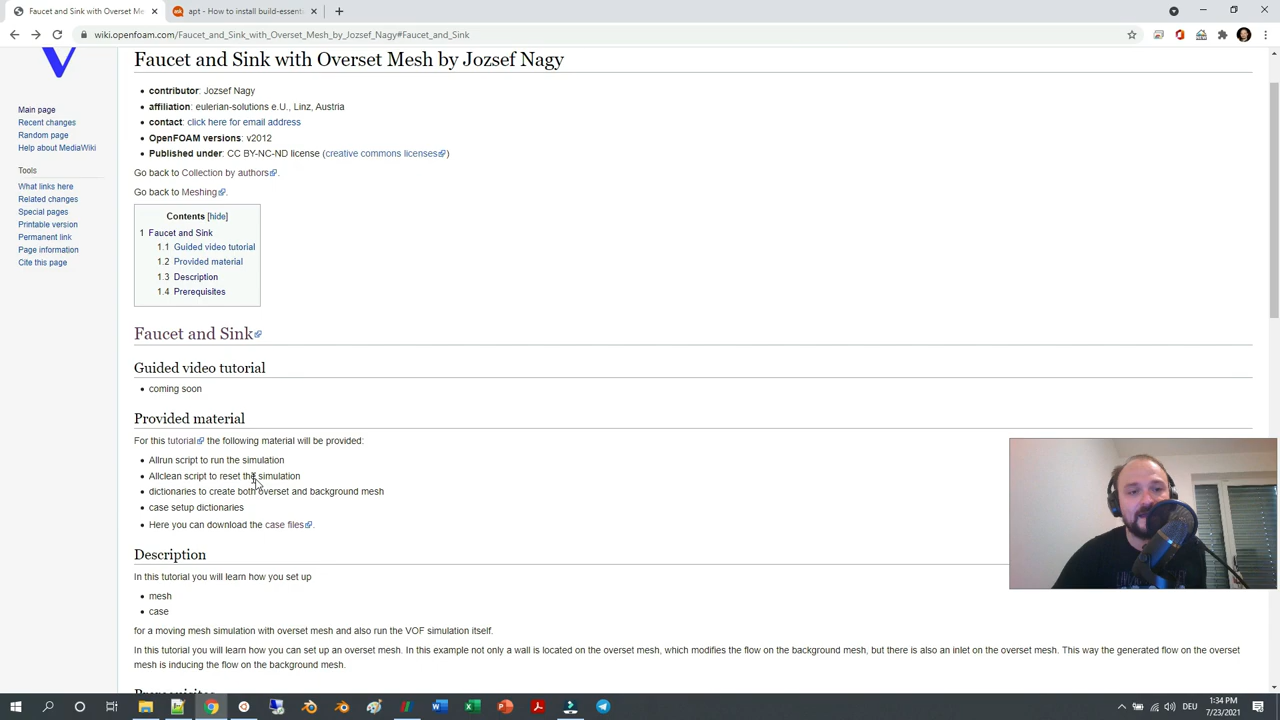 Faucet and Sink with Overset Mesh
apt - How to install build-essent
wiki.openfoam.com/Faucet_and_Sink_with_Overset_Mesh_by_Jozsef_Nagy#Faucet_and_Sink
Main page
Recent changes
Random page
Help about MediaWiki
Tools
What links here
Related changes
Special pages
Printable version
Permanent link
Page information
Cite this page
Faucet and Sink with Overset Mesh by Jozsef Nagy
contributor: Jozsef Nagy
affiliation: eulerian-solutions e.U., Linz, Austria
contact: click here for email address
OpenFOAM versions: v2012
Published under: CC BY-NC-ND license (creative commons licenses)
Go back to Collection by authors.
Go back to Meshing.
Contents [hide]
1 Faucet and Sink
1.1 Guided video tutorial
1.2 Provided material
1.3 Description
1.4 Prerequisites
Faucet and Sink
Guided video tutorial
coming soon
Provided material
For this tutorial the following material will be provided:
Allrun script to run the simulation
Allclean script to reset the simulation
dictionaries to create both overset and background mesh
case setup dictionaries
Here you can download the case files.
Description
In this tutorial you will learn how you set up
mesh
case
for a moving mesh simulation with overset mesh and also run the VOF simulation itself.
In this tutorial you will learn how you can set up an overset mesh. In this example not only a wall is located on the overset mesh, which modifies the flow on the background mesh, but there is also an inlet on the overset mesh. This way the generated flow on the overset
mesh is inducing the flow on the background mesh.
Prerequisites
DEU
1:34 PM
7/23/2021